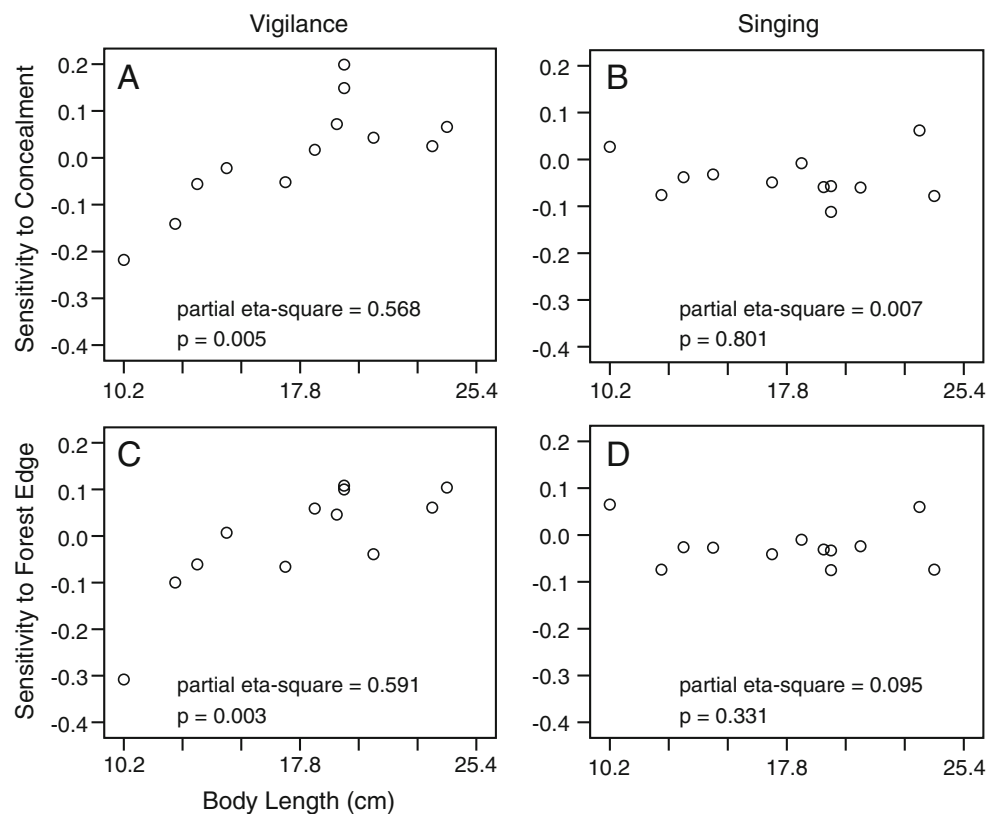 Vigilance
Singing
Sensitivity to Concealment
A
0.2
0.1
0.0
-0.1
-0.2
-0.3
-0.4
partial eta-square = 0.568
p = 0.005
10.2 17.8 25.4
B
0.2
0.1
0.0
-0.1
-0.2
-0.3
-0.4
partial eta-square = 0.007
p = 0.801
10.2 17.8 25.4
Sensitivity to Forest Edge
C
0.2
0.1
0.0
-0.1
-0.2
-0.3
-0.4
partial eta-square = 0.591
p = 0.003
10.2 17.8 25.4
Body Length (cm)
D
0.2
0.1
0.0
-0.1
-0.2
-0.3
-0.4
partial eta-square = 0.095
p = 0.331
10.2 17.8 25.4